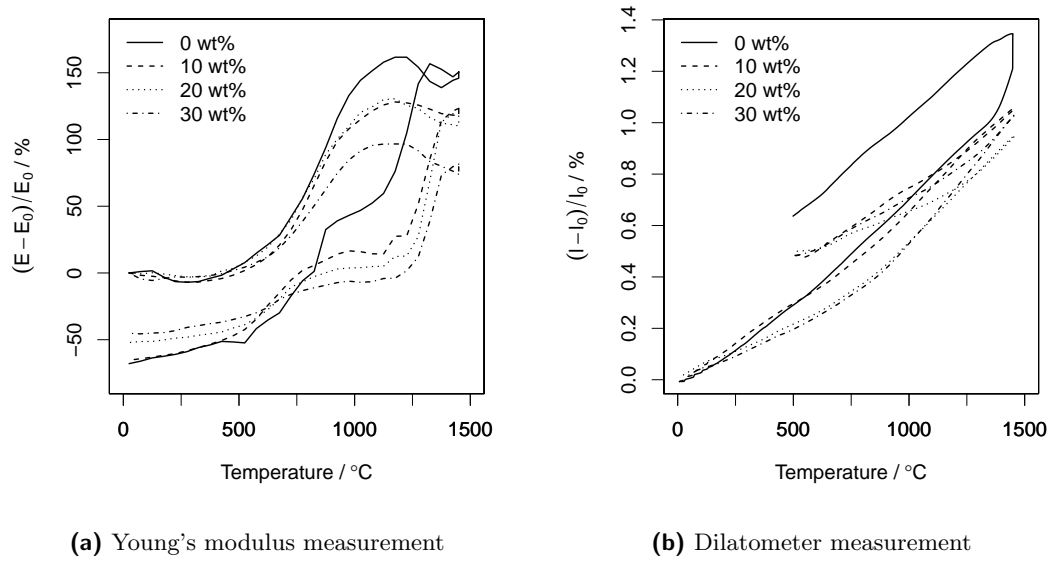 0 wt%
10 wt%
20 wt%
30 wt%
150
100
50
0
−50
(E − E₀)/E₀ / %
0
500
1000
1500
Temperature / °C
(a) Young's modulus measurement
0 wt%
10 wt%
20 wt%
30 wt%
1.4
1.2
1.0
0.8
0.6
0.4
0.2
0.0
(l − l₀)/l₀ / %
0
500
1000
1500
Temperature / °C
(b) Dilatometer measurement